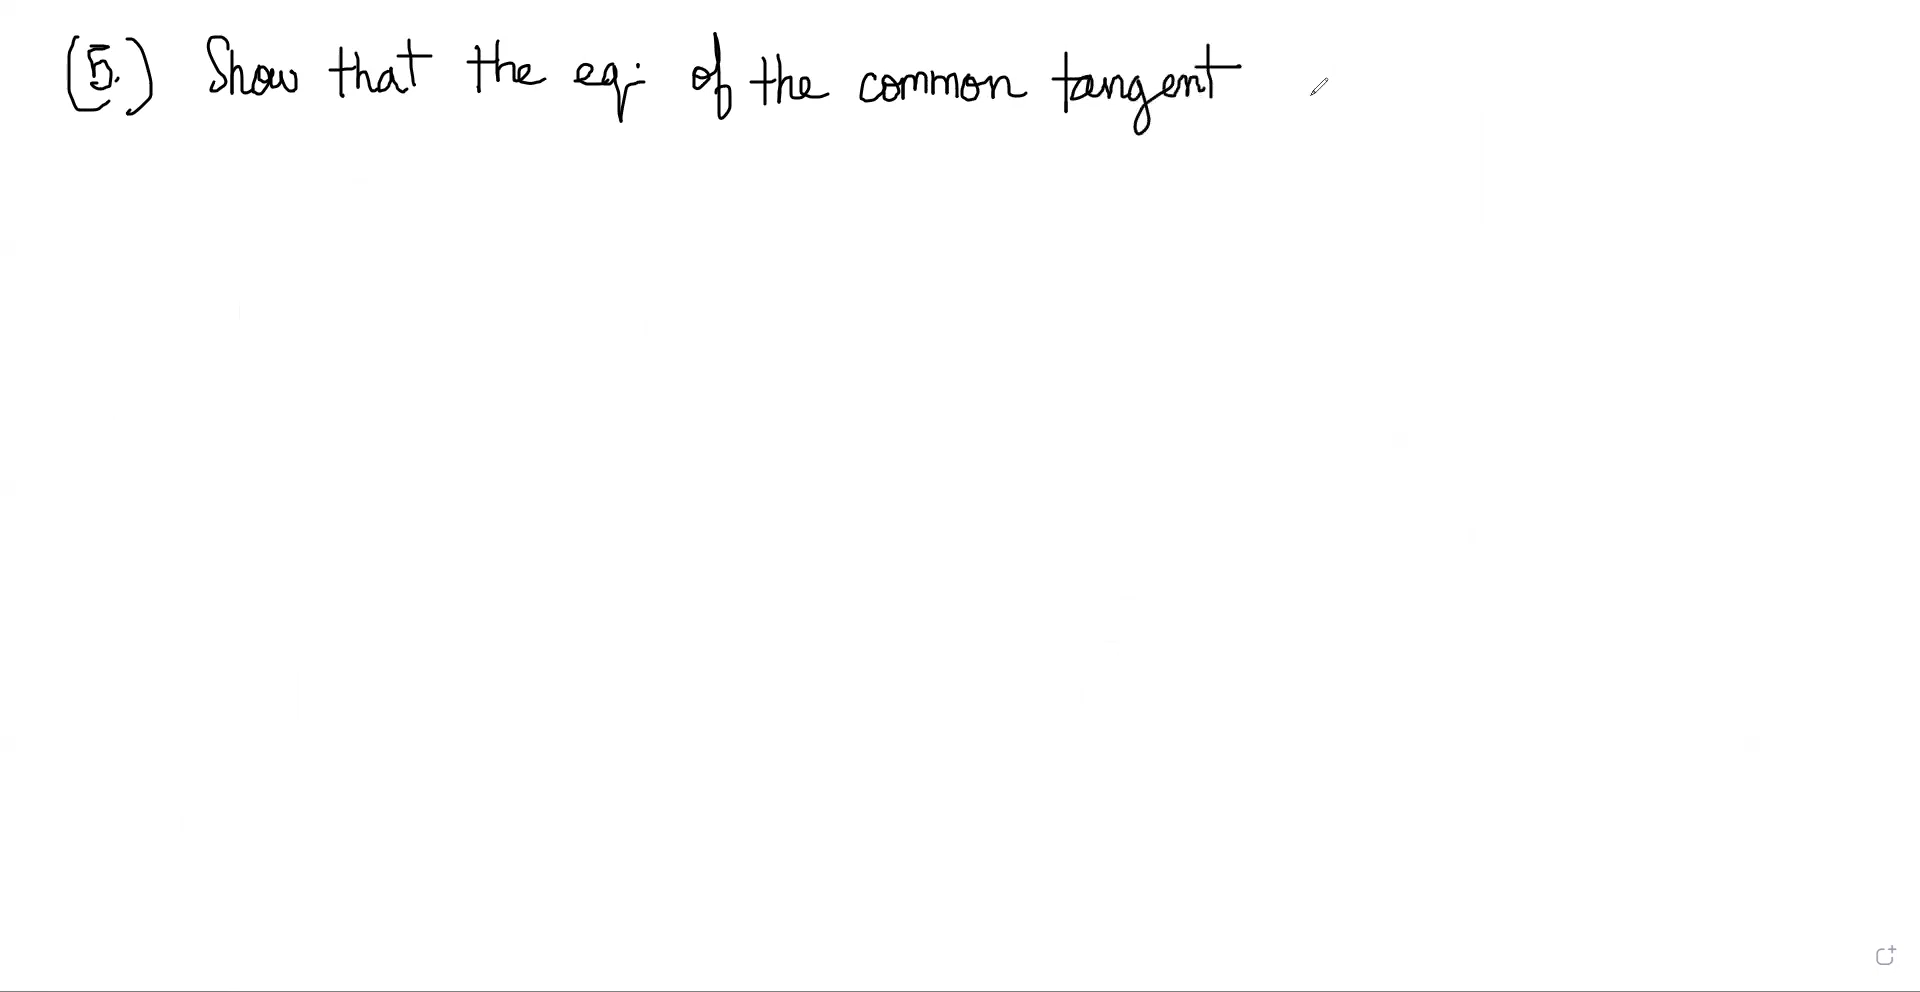 (5.) Show that the eq: of the common tangent